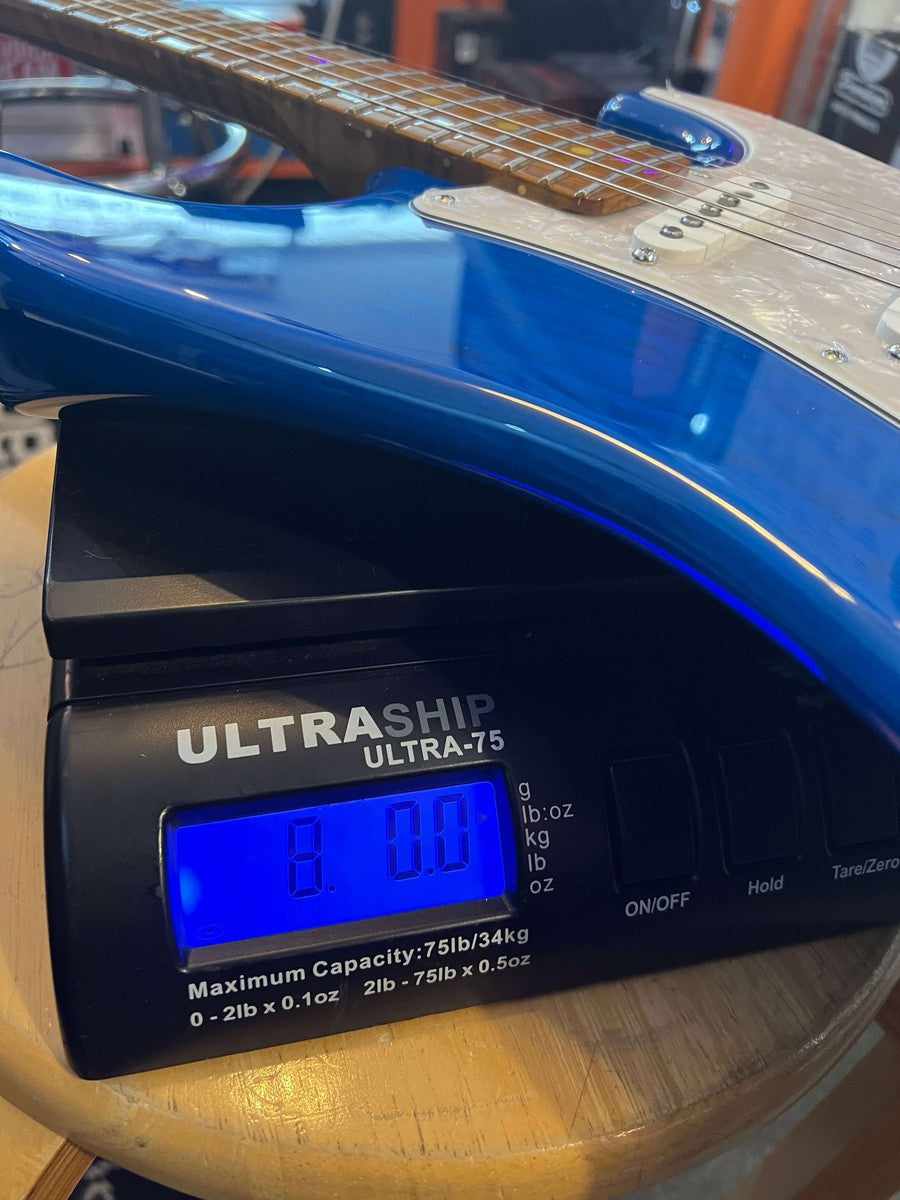 ULTRASHIP
ULTRA-75
8. 0.0
g
lb:oz
kg
lb
oz
ON/OFF
Hold
Tare/Zero
Maximum Capacity:75lb/34kg
0 - 2lb x 0.1oz 2lb - 75lb x 0.5oz